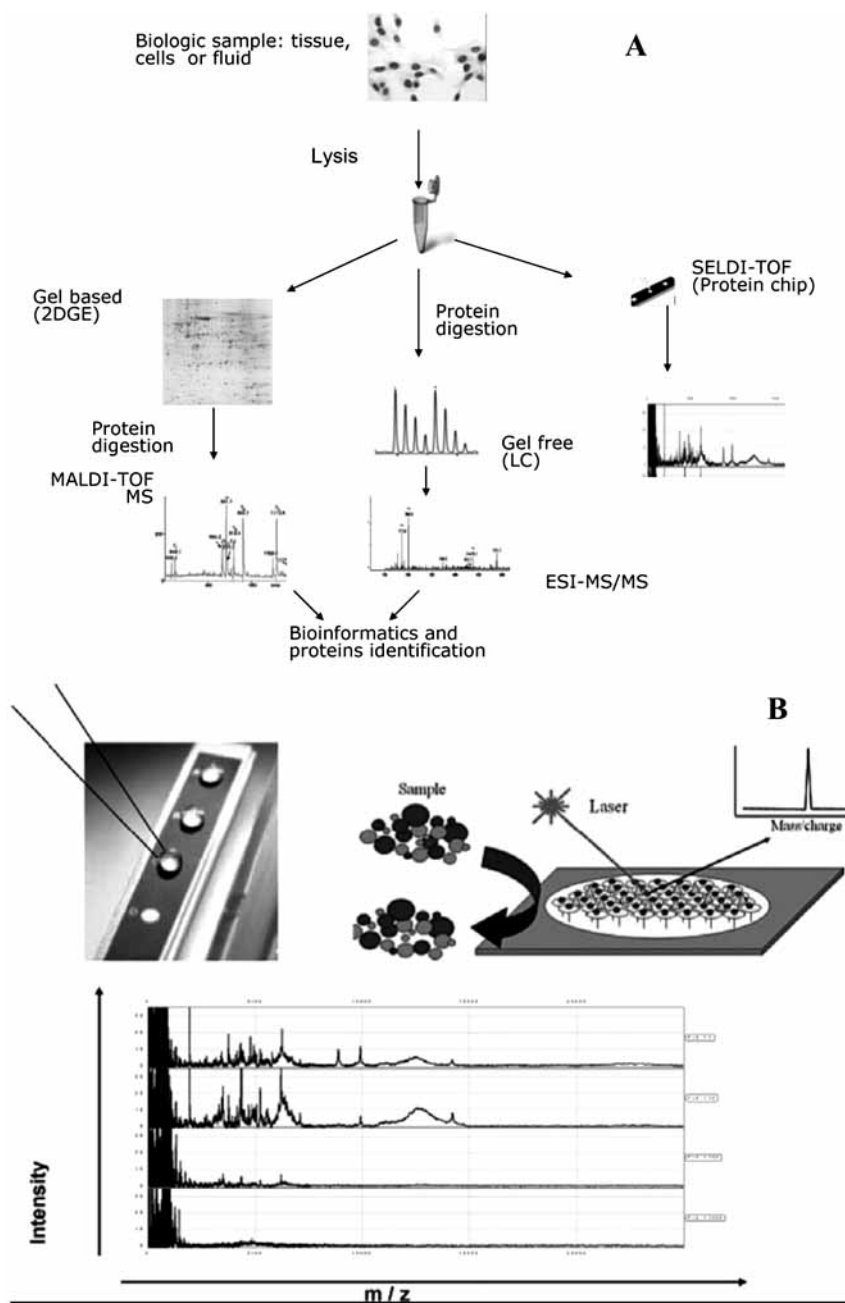 Biologic sample: tissue,
cells or fluid
A
Lysis
SELDI-TOF
(Protein chip)
Gel based
(2DGE)
Protein
digestion
Protein
digestion
Gel free
(LC)
MALDI-TOF
MS
ESI-MS/MS
Bioinformatics and
proteins identification
B
Sample
Laser
Mass/charge
Intensity
m / z